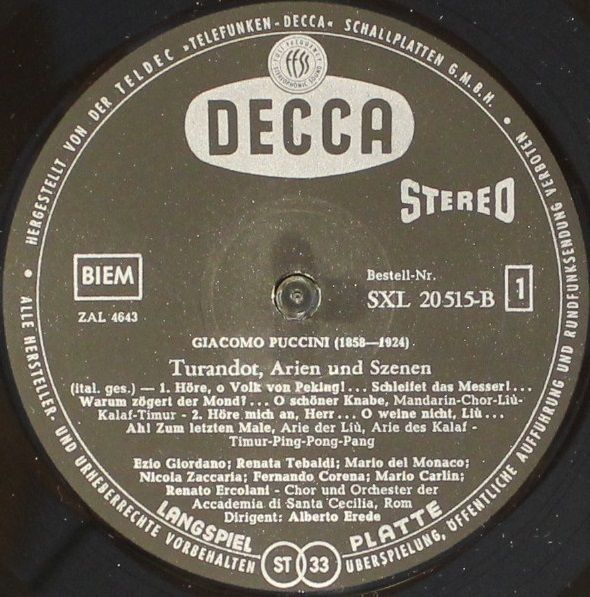 HERGESTELLT VON DER TELDEC »TELEFUNKEN-DECCA« SCHALLPLATTEN G.M.B.H.
FULL FREQUENCY
ffss
STEREOPHONIC SOUND
DECCA
STEREO
BIEM
ZAL 4643
Bestell-Nr.
SXL 20515-B 1
GIACOMO PUCCINI (1858—1924)
Turandot, Arien und Szenen
(ital. ges.) — 1. Höre, o Volk von Peking!... Schleifet das Messer!...
Warum zögert der Mond?... O schöner Knabe, Mandarin-Chor-Liù-
Kalaf-Timur - 2. Höre mich an, Herr... O weine nicht, Liù...
Ah! Zum letzten Male, Arie der Liù, Arie des Kalaf -
Timur-Ping-Pong-Pang
Ezio Giordano; Renata Tebaldi; Mario del Monaco;
Nicola Zaccaria; Fernando Corena; Mario Carlin;
Renato Ercolani - Chor und Orchester der
Accademia di Santa Cecilia, Rom
Dirigent: Alberto Erede
LANGSPIEL PLATTE
ST 33
ALLE HERSTELLER- UND URHEBERRECHTE VORBEHALTEN
ÜBERSPIELUNG, ÖFFENTLICHE AUFFÜHRUNG UND RUNDFUNKSENDUNG VERBOTEN